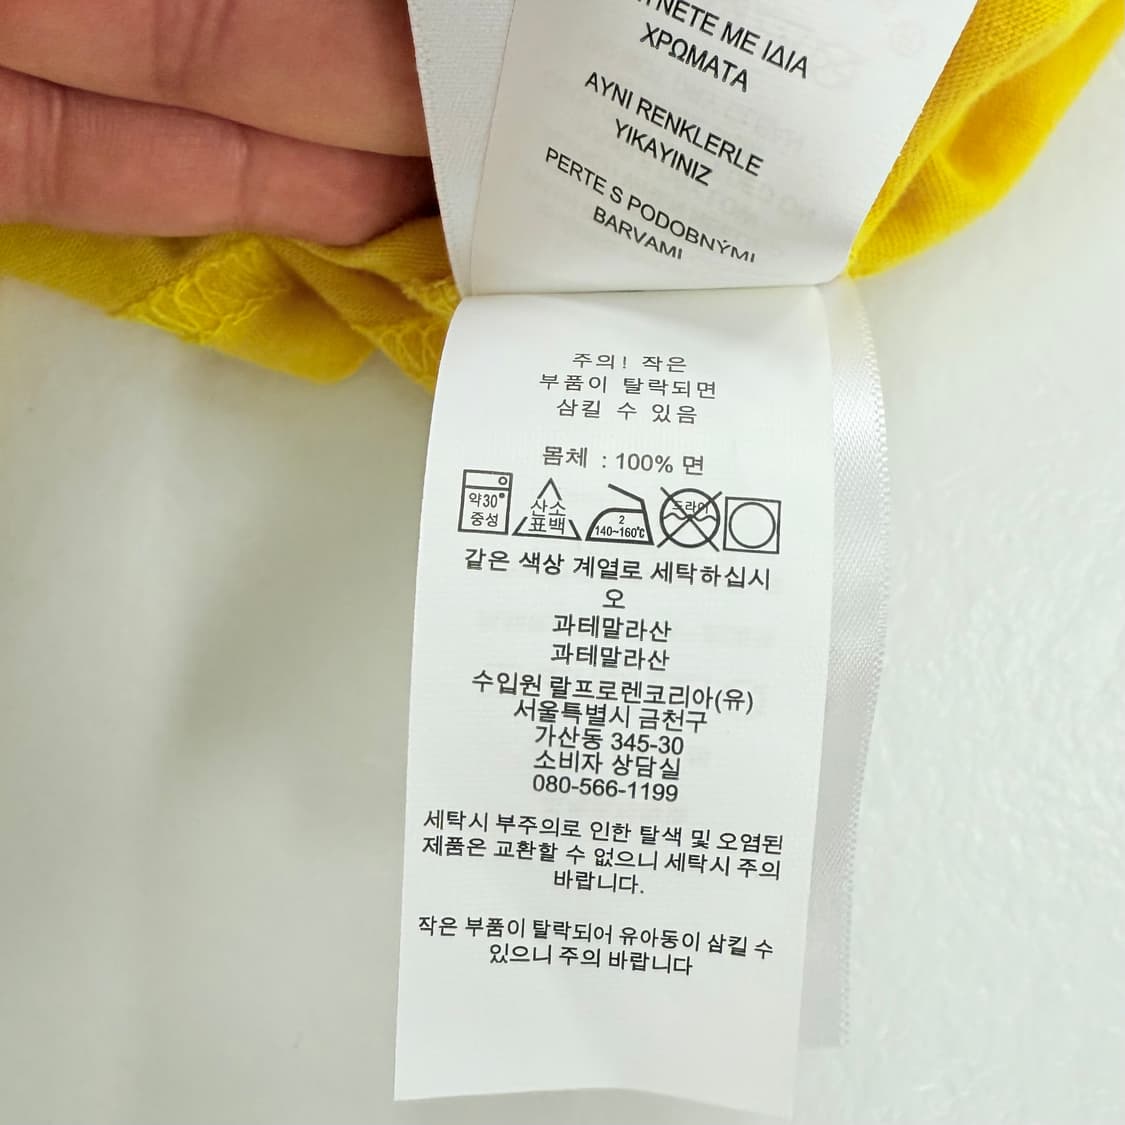 ΜΕ ΙΔΙΑ
ΧΡΩΜΑΤΑ
AYNI RENKLERLE
YIKAYINIZ
PERTE S PODOBNÝMI
BARVAMI
주의! 작은
부품이 탈락되면
삼킬 수 있음
몸체 : 100% 면
약30°
중성
산소
표백
2
140~160℃
드라이
같은 색상 계열로 세탁하십시
오
과테말라산
과테말라산
수입원 랄프로렌코리아(유)
서울특별시 금천구
가산동 345-30
소비자 상담실
080-566-1199
세탁시 부주의로 인한 탈색 및 오염된
제품은 교환할 수 없으니 세탁시 주의
바랍니다.
작은 부품이 탈락되어 유아동이 삼킬 수
있으니 주의 바랍니다